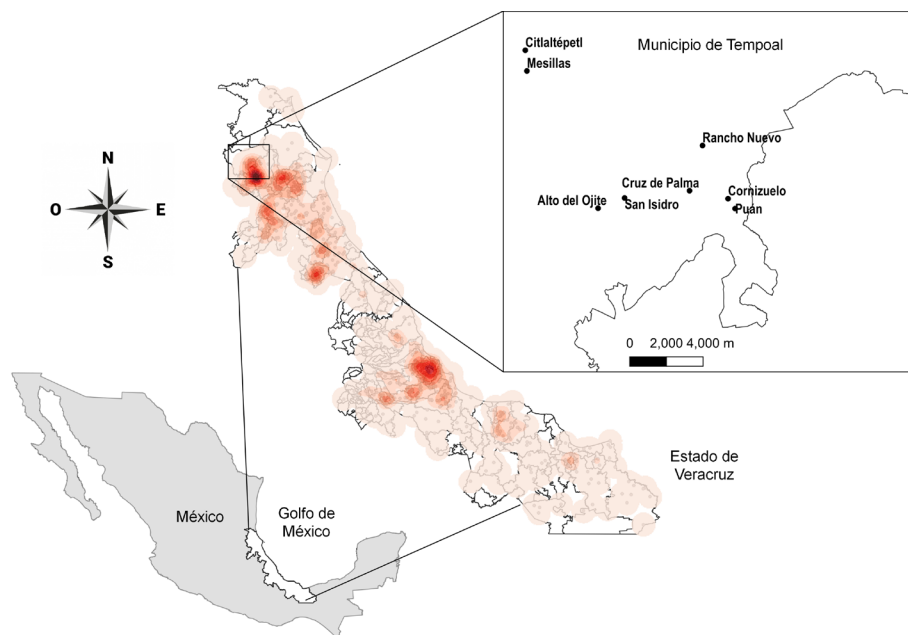 Citlaltépetl
Municipio de Tempoal
Mesillas
Rancho Nuevo
Cruz de Palma
Cornizuelo
Alto del Ojite
San Isidro
Puán
0 2,000 4,000 m
N
O E
S
Estado de
Veracruz
México
Golfo de
México